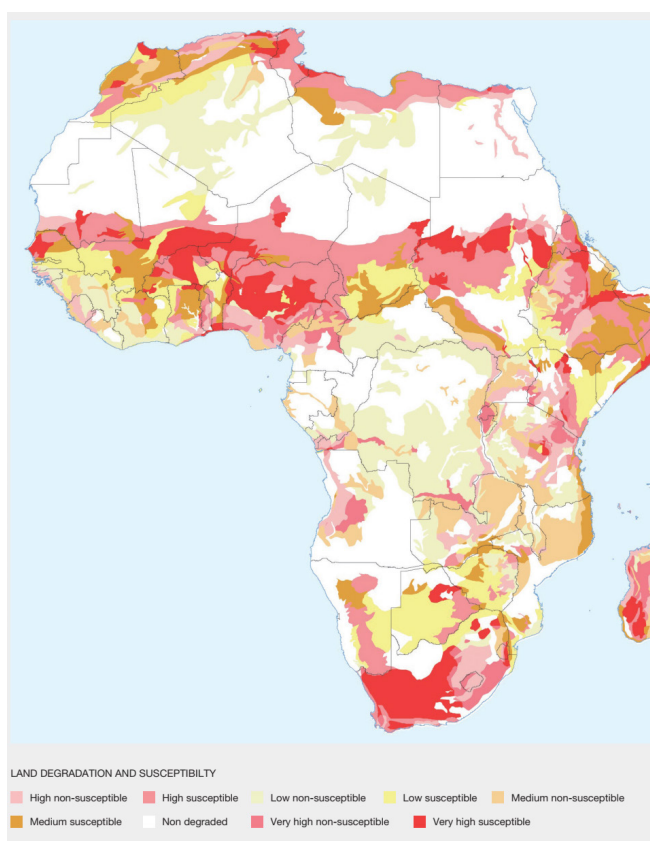 LAND DEGRADATION AND SUSCEPTIBILTY
High non-susceptible High susceptible Low non-susceptible Low susceptible Medium non-susceptible
Medium susceptible Non degraded Very high non-susceptible Very high susceptible